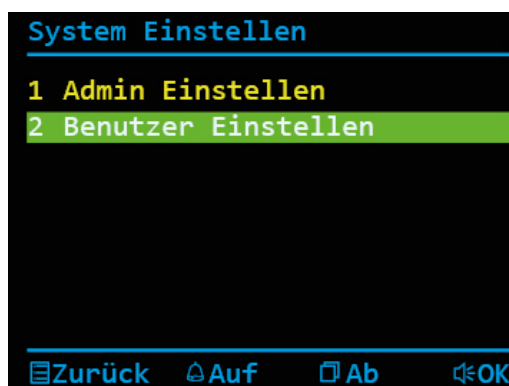 System Einstellen
1 Admin Einstellen
2 Benutzer Einstellen
Zurück Auf Ab OK